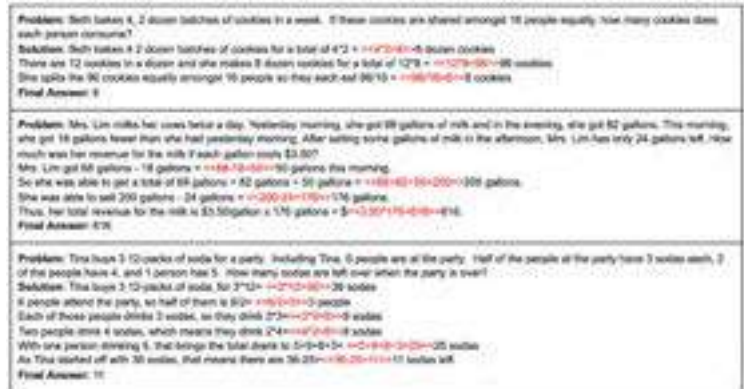 Problem: Beth bakes 4, 2 dozen batches of cookies in a week. If these cookies are shared amongst 16 people equally, how many cookies does
each person consume?
Solution: Beth bakes 4 2 dozen batches of cookies for a total of 4*2 = <<4*2=8>>8 dozen cookies
There are 12 cookies in a dozen and she makes 8 dozen cookies for a total of 12*8 = <<12*8=96>>96 cookies
She splits the 96 cookies equally amongst 16 people so they each eat 96/16 = <<96/16=6>>6 cookies
Final Answer: 6
Problem: Mrs. Lim milks her cows twice a day. Yesterday morning, she got 68 gallons of milk and in the evening, she got 82 gallons. This morning,
she got 18 gallons fewer than she had yesterday morning. After selling some gallons of milk in the afternoon, Mrs. Lim has only 24 gallons left. How
much was her revenue for the milk if each gallon costs $3.50?
Mrs. Lim got 68 gallons - 18 gallons = <<68-18=50>>50 gallons this morning.
So she was able to get a total of 68 gallons + 82 gallons + 50 gallons = <<68+82+50=200>>200 gallons.
She was able to sell 200 gallons - 24 gallons = <<200-24=176>>176 gallons.
Thus, her total revenue for the milk is $3.50/gallon x 176 gallons = $<<3.50*176=616>>616.
Final Answer: 616
Problem: Tina buys 3 12-packs of soda for a party. Including Tina, 6 people are at the party. Half of the people at the party have 3 sodas each, 2
of the people have 4, and 1 person has 5. How many sodas are left over when the party is over?
Solution: Tina buys 3 12-packs of soda, for 3*12= <<3*12=36>>36 sodas
6 people attend the party, so half of them is 6/2= <<6/2=3>>3 people
Each of those people drinks 3 sodas, so they drink 3*3=<<3*3=9>>9 sodas
Two people drink 4 sodas, which means they drink 2*4=<<4*2=8>>8 sodas
With one person drinking 5, that brings the total drank to 5+9+8+3= <<5+9+8+3=25>>25 sodas
As Tina started off with 36 sodas, that means there are 36-25=<<36-25=11>>11 sodas left
Final Answer: 11